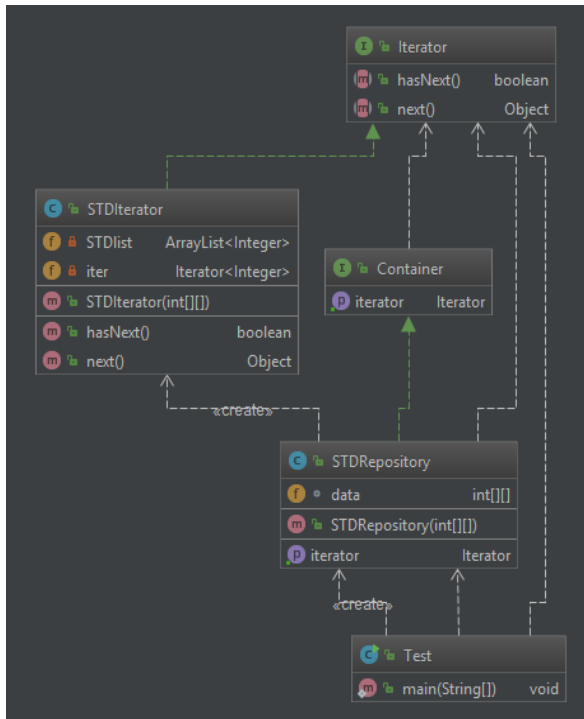 Iterator
hasNext() boolean
next() Object
STDIterator
STDlist ArrayList<Integer>
iter Iterator<Integer>
STDIterator(int[][])
hasNext() boolean
next() Object
Container
iterator Iterator
«create»
STDRepository
data int[][]
STDRepository(int[][])
iterator Iterator
«create»
Test
main(String[]) void